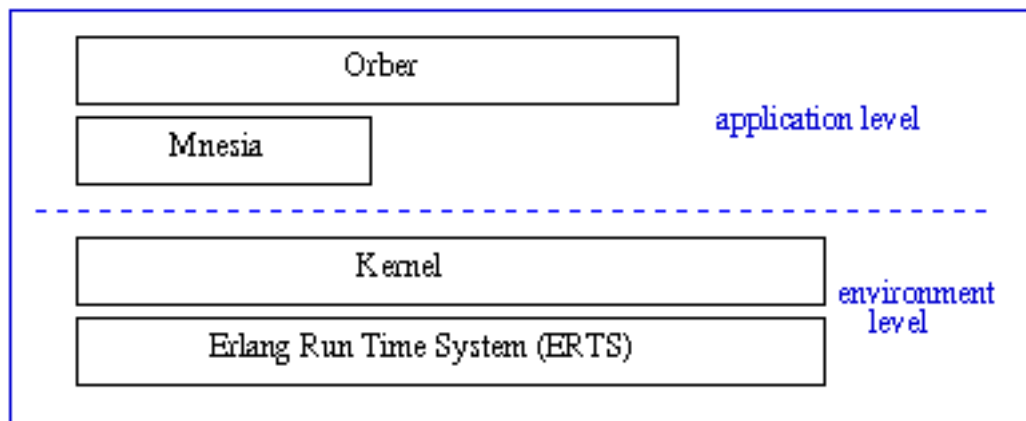 Orber
application level
Mnesia
Kernel
environment
level
Erlang Run Time System (ERTS)